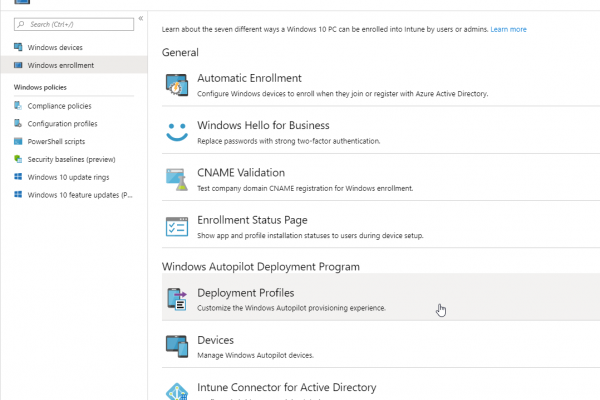 Search (Ctrl+/)
«
Windows devices
Windows enrollment
Windows policies
Compliance policies
Configuration profiles
PowerShell scripts
Security baselines (preview)
Windows 10 update rings
Windows 10 feature updates (P...
Learn about the seven different ways a Windows 10 PC can be enrolled into Intune by users or admins. Learn more
General
Automatic Enrollment
Configure Windows devices to enroll when they join or register with Azure Active Directory.
Windows Hello for Business
Replace passwords with strong two-factor authentication.
CNAME Validation
Test company domain CNAME registration for Windows enrollment.
Enrollment Status Page
Show app and profile installation statuses to users during device setup.
Windows Autopilot Deployment Program
Deployment Profiles
Customize the Windows Autopilot provisioning experience.
Devices
Manage Windows Autopilot devices.
Intune Connector for Active Directory